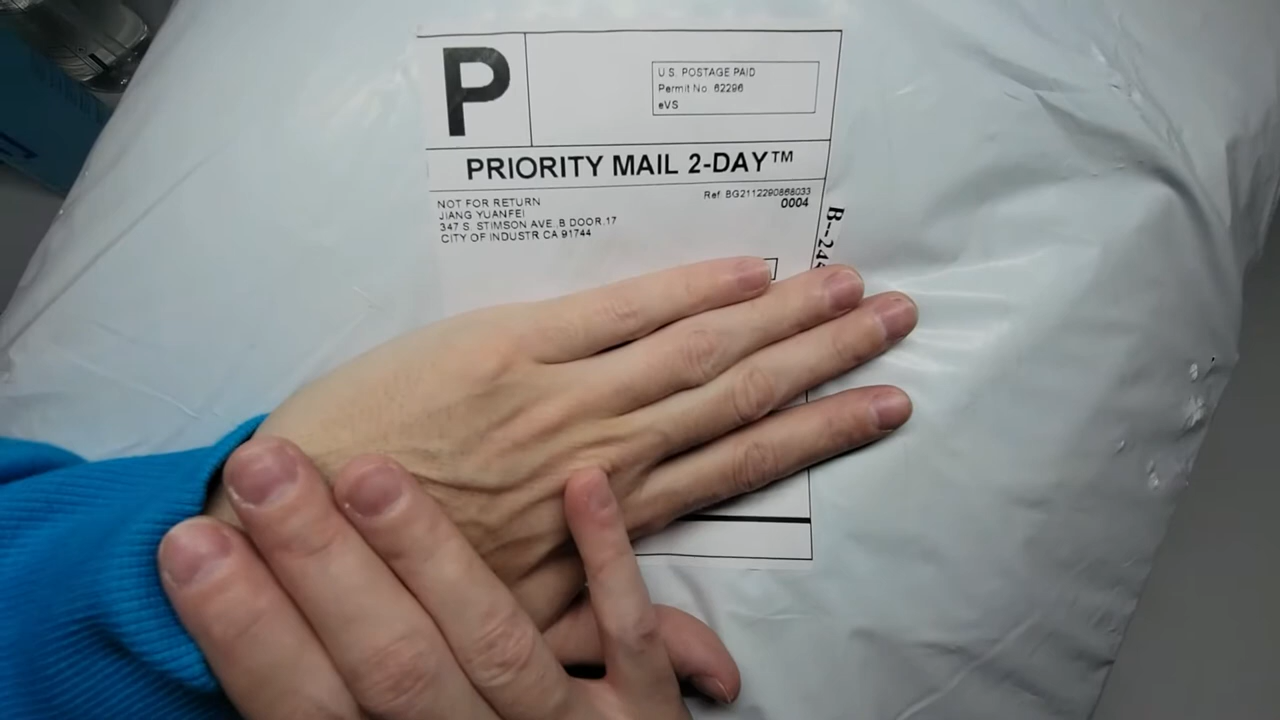 P
U.S. POSTAGE PAID
Permit No. 62296
eVS
PRIORITY MAIL 2-DAY™
NOT FOR RETURN
JIANG YUANFEI
347 S. STIMSON AVE.,B DOOR.17
CITY OF INDUSTR CA 91744
Ref: BG2112290868033
0004